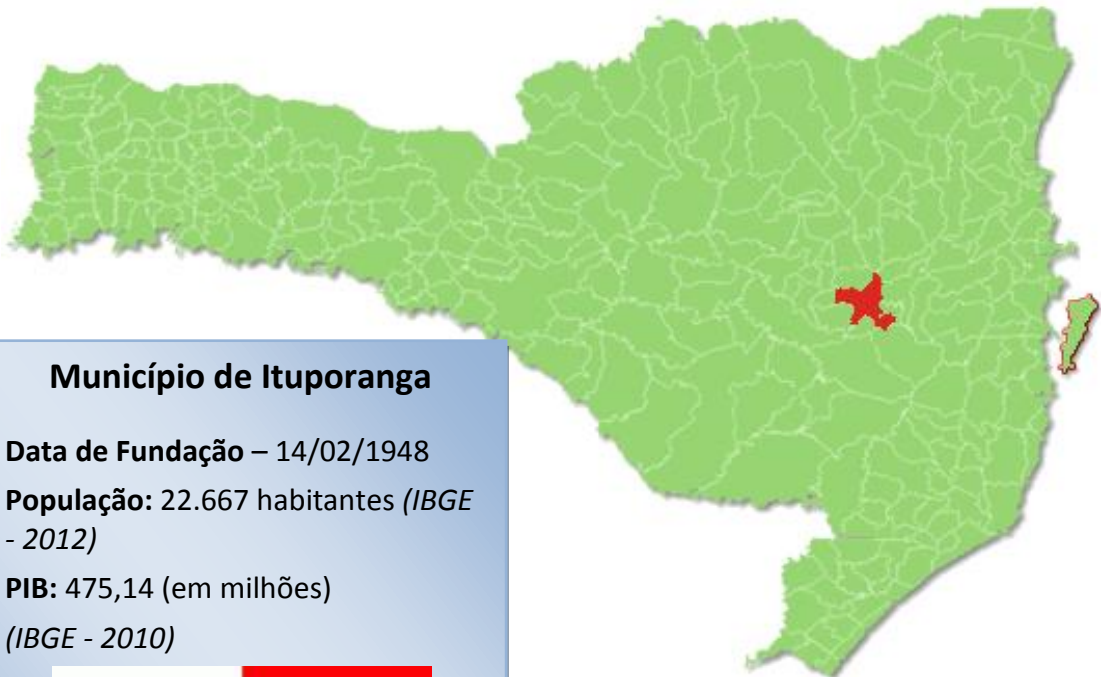 Município de Ituporanga
Data de Fundação – 14/02/1948
População: 22.667 habitantes (IBGE
- 2012)
PIB: 475,14 (em milhões)
(IBGE - 2010)